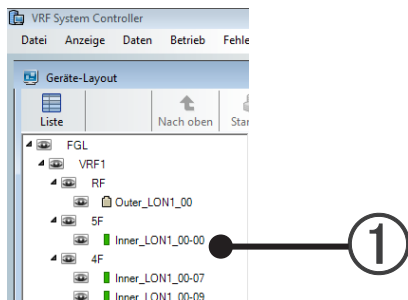 VRF System Controller
Datei Anzeige Daten Betrieb Fehle
Geräte-Layout
Liste Nach oben Star
FGL
VRF1
RF
Outer_LON1_00
5F
Inner_LON1_00-00
1
4F
Inner_LON1_00-07
Inner_LON1_00-09